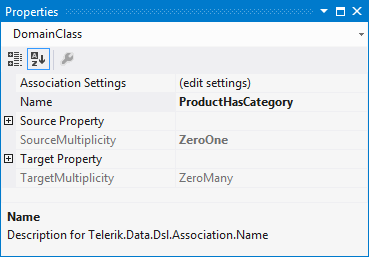 Properties
DomainClass
Association Settings (edit settings)
Name ProductHasCategory
Source Property
SourceMultiplicity ZeroOne
Target Property
TargetMultiplicity ZeroMany
Name
Description for Telerik.Data.Dsl.Association.Name